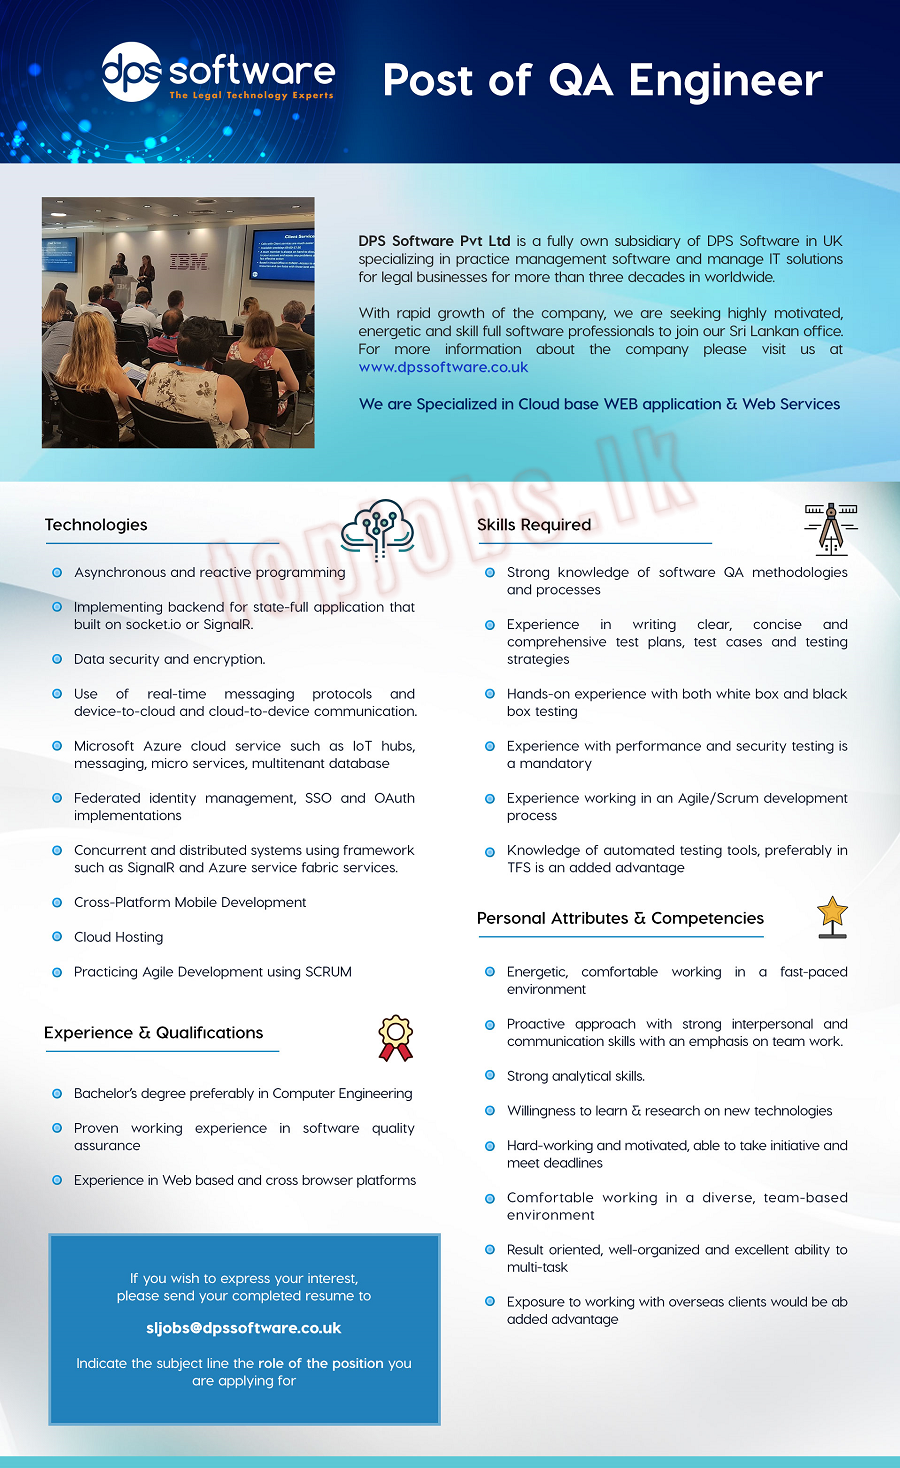 dps software
The Legal Technology Experts
Post of QA Engineer
Client Service
IBM
DPS Software Pvt Ltd is a fully own subsidiary of DPS Software in UK
specializing in practice management software and manage IT solutions
for legal businesses for more than three decades in worldwide.
With rapid growth of the company, we are seeking highly motivated,
energetic and skill full software professionals to join our Sri Lankan office.
For more information about the company please visit us at
www.dpssoftware.co.uk
We are Specialized in Cloud base WEB application & Web Services
topjobs.lk
Technologies
Asynchronous and reactive programming
Implementing backend for state-full application that
built on socket.io or SignalR.
Data security and encryption.
Use of real-time messaging protocols and
device-to-cloud and cloud-to-device communication.
Microsoft Azure cloud service such as IoT hubs,
messaging, micro services, multitenant database
Federated identity management, SSO and OAuth
implementations
Concurrent and distributed systems using framework
such as SignalR and Azure service fabric services.
Cross-Platform Mobile Development
Cloud Hosting
Practicing Agile Development using SCRUM
Experience & Qualifications
Bachelor's degree preferably in Computer Engineering
Proven working experience in software quality
assurance
Experience in Web based and cross browser platforms
If you wish to express your interest,
please send your completed resume to
sljobs@dpssoftware.co.uk
Indicate the subject line the role of the position you
are applying for
Skills Required
Strong knowledge of software QA methodologies
and processes
Experience in writing clear, concise and
comprehensive test plans, test cases and testing
strategies
Hands-on experience with both white box and black
box testing
Experience with performance and security testing is
a mandatory
Experience working in an Agile/Scrum development
process
Knowledge of automated testing tools, preferably in
TFS is an added advantage
Personal Attributes & Competencies
Energetic, comfortable working in a fast-paced
environment
Proactive approach with strong interpersonal and
communication skills with an emphasis on team work.
Strong analytical skills.
Willingness to learn & research on new technologies
Hard-working and motivated, able to take initiative and
meet deadlines
Comfortable working in a diverse, team-based
environment
Result oriented, well-organized and excellent ability to
multi-task
Exposure to working with overseas clients would be ab
added advantage